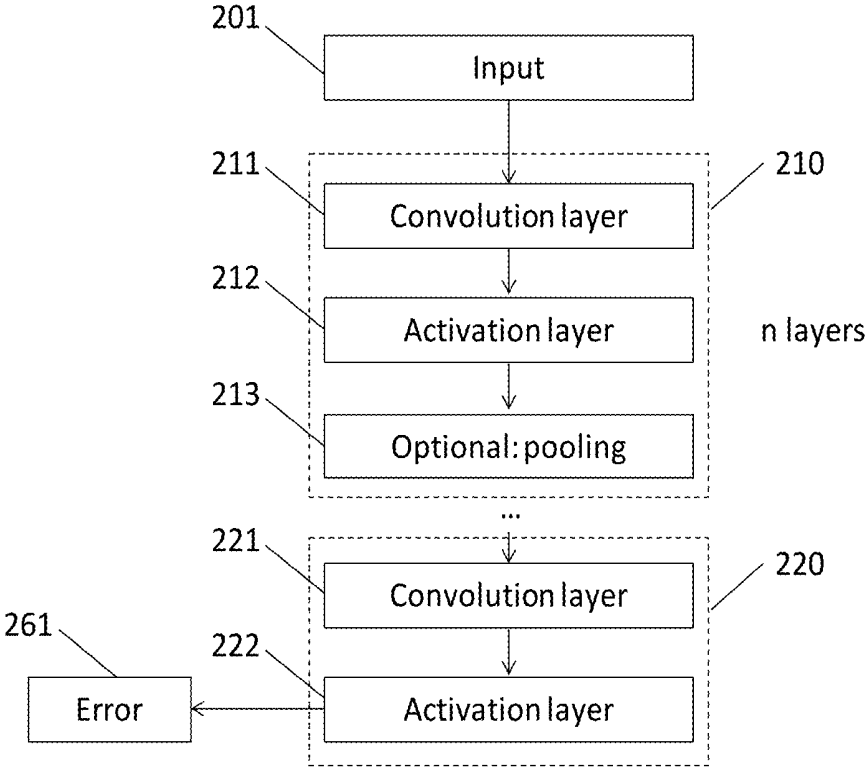 201
Input
211
210
Convolution layer
212
Activation layer
n layers
213
Optional: pooling
...
221
220
Convolution layer
261
222
Error
Activation layer